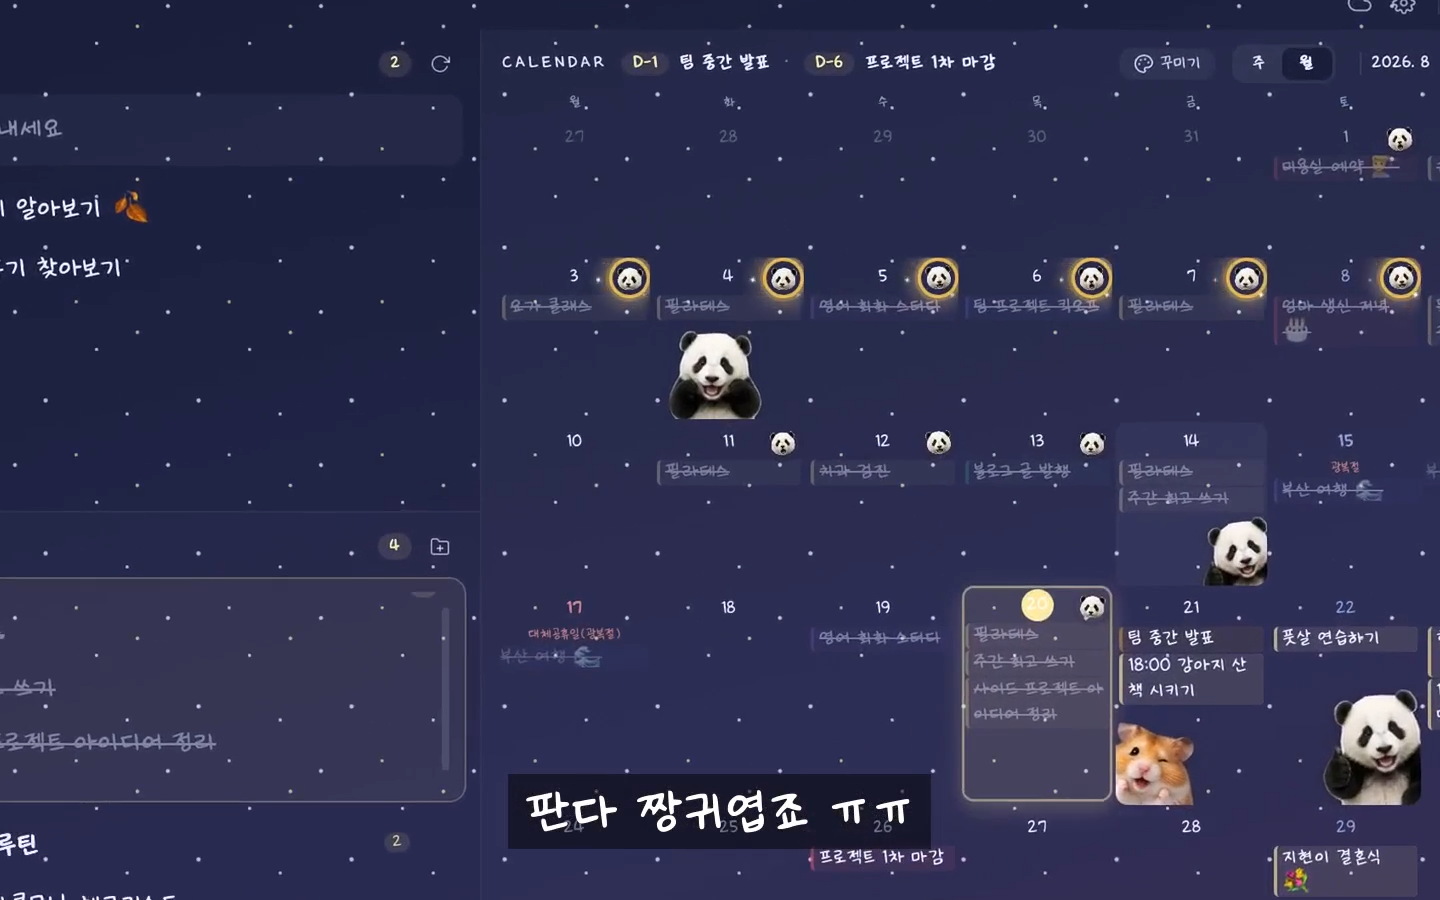 2
CALENDAR D-1 팀 중간 발표 · D-6 프로젝트 1차 마감
꾸미기
주 월
2026. 8
내세요
알아보기
찾아보기
월 화 수 목 금 토
27 28 29 30 31 1
미용실 예약
3 4 5 6 7 8
요가 클래스
필라테스
영어 회화 스터디
팀 프로젝트 킥오프
필라테스
엄마 생신 저녁
10 11 12 13 14 15
필라테스
치과 검진
블로그 글 발행
필라테스
주간 회고 쓰기
광복절
부산 여행
4
17 18 19 20 21 22
대체공휴일(광복절)
부산 여행
영어 회화 스터디
필라테스
주간 회고 쓰기
사이드 프로젝트 아
이디어 정리
팀 중간 발표
18:00 강아지 산
책 시키기
풋살 연습하기
쓰기
로젝트 아이디어 정리
판다 짱귀엽죠 ㅠㅠ
루틴
2
24 25 26 27 28 29
프로젝트 1차 마감
지현이 결혼식